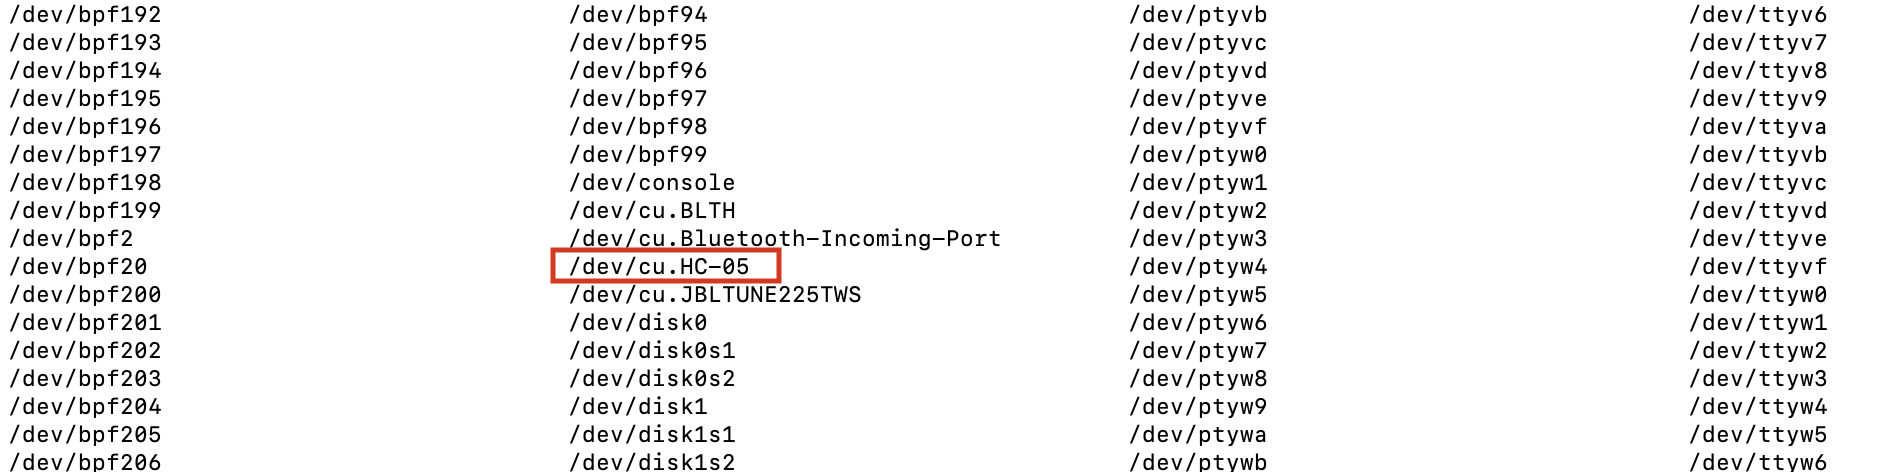 /dev/bpf192 /dev/bpf94 /dev/ptyvb /dev/ttyv6
/dev/bpf193 /dev/bpf95 /dev/ptyvc /dev/ttyv7
/dev/bpf194 /dev/bpf96 /dev/ptyvd /dev/ttyv8
/dev/bpf195 /dev/bpf97 /dev/ptyve /dev/ttyv9
/dev/bpf196 /dev/bpf98 /dev/ptyvf /dev/ttyva
/dev/bpf197 /dev/bpf99 /dev/ptyw0 /dev/ttyvb
/dev/bpf198 /dev/console /dev/ptyw1 /dev/ttyvc
/dev/bpf199 /dev/cu.BLTH /dev/ptyw2 /dev/ttyvd
/dev/bpf2 /dev/cu.Bluetooth-Incoming-Port /dev/ptyw3 /dev/ttyve
/dev/bpf20 /dev/cu.HC-05 /dev/ptyw4 /dev/ttyvf
/dev/bpf200 /dev/cu.JBLTUNE225TWS /dev/ptyw5 /dev/ttyw0
/dev/bpf201 /dev/disk0 /dev/ptyw6 /dev/ttyw1
/dev/bpf202 /dev/disk0s1 /dev/ptyw7 /dev/ttyw2
/dev/bpf203 /dev/disk0s2 /dev/ptyw8 /dev/ttyw3
/dev/bpf204 /dev/disk1 /dev/ptyw9 /dev/ttyw4
/dev/bpf205 /dev/disk1s1 /dev/ptywa /dev/ttyw5
/dev/bpf206 /dev/disk1s2 /dev/ptywb /dev/ttyw6